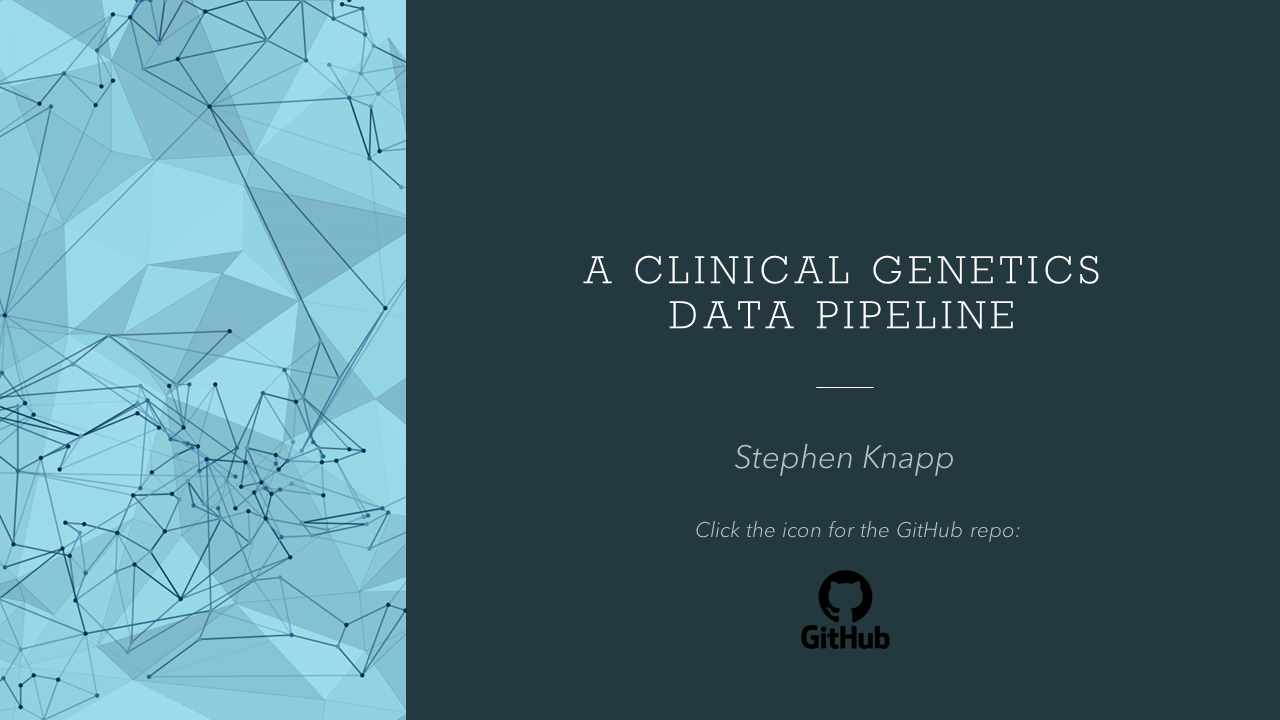 A CLINICAL GENETICS
DATA PIPELINE
Stephen Knapp
Click the icon for the GitHub repo:
GitHub